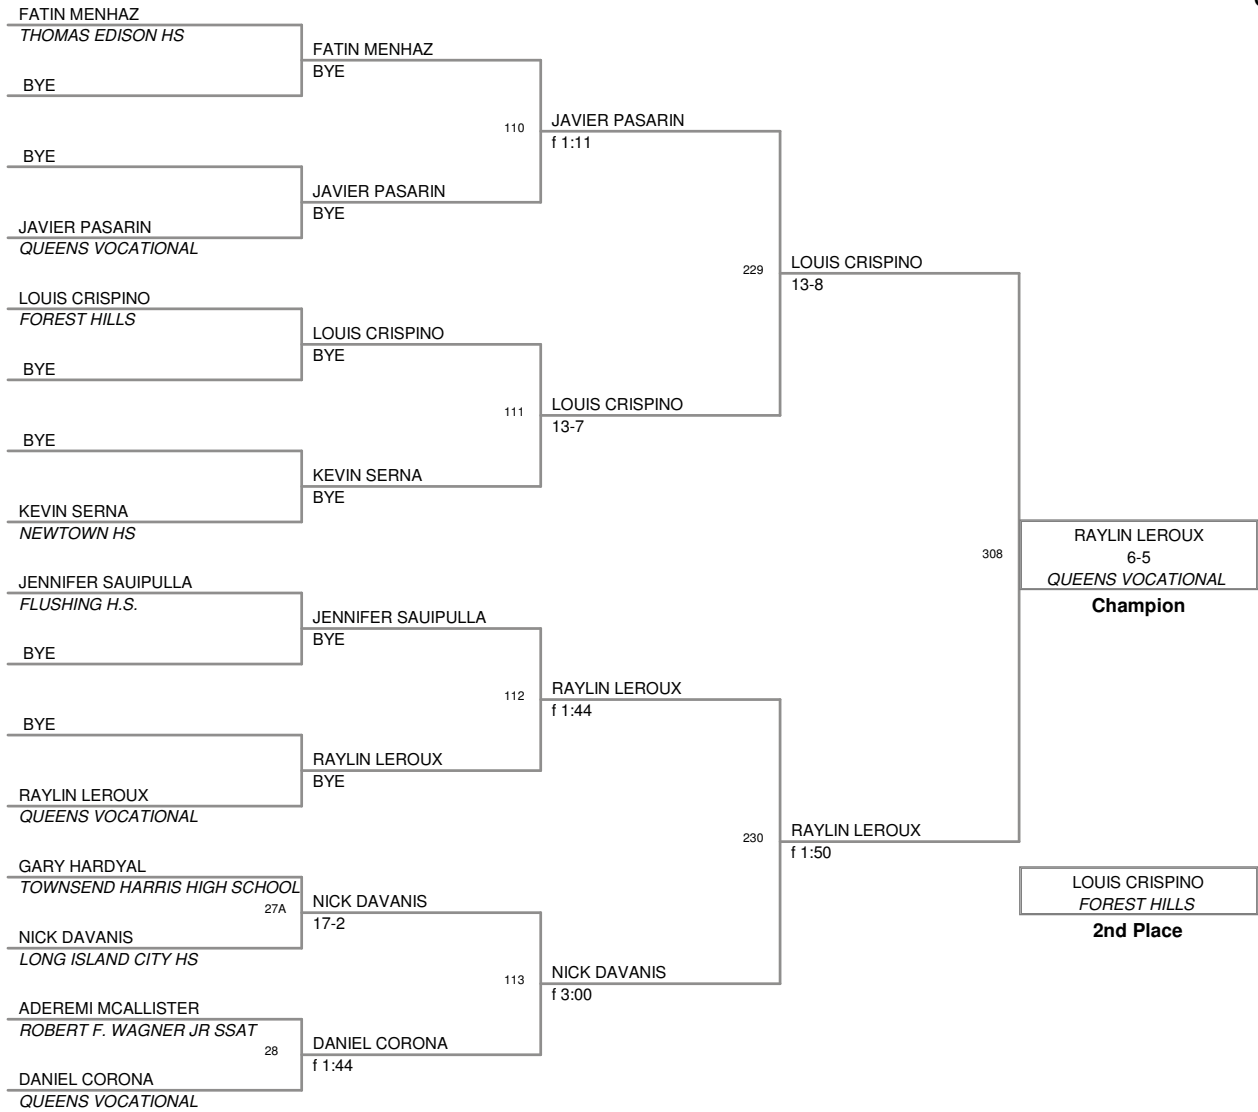 FATIN MENHAZ
THOMAS EDISON HS
FATIN MENHAZ
BYE
BYE
110
JAVIER PASARIN
f 1:11
BYE
JAVIER PASARIN
BYE
JAVIER PASARIN
QUEENS VOCATIONAL
229
LOUIS CRISPINO
13-8
LOUIS CRISPINO
FOREST HILLS
LOUIS CRISPINO
BYE
BYE
111
LOUIS CRISPINO
13-7
BYE
KEVIN SERNA
BYE
KEVIN SERNA
NEWTOWN HS
308
RAYLIN LEROUX
6-5
QUEENS VOCATIONAL
Champion
JENNIFER SAUIPULLA
FLUSHING H.S.
JENNIFER SAUIPULLA
BYE
BYE
112
RAYLIN LEROUX
f 1:44
BYE
RAYLIN LEROUX
BYE
RAYLIN LEROUX
QUEENS VOCATIONAL
230
RAYLIN LEROUX
f 1:50
GARY HARDYAL
TOWNSEND HARRIS HIGH SCHOOL
27A
NICK DAVANIS
17-2
LOUIS CRISPINO
FOREST HILLS
2nd Place
NICK DAVANIS
LONG ISLAND CITY HS
113
NICK DAVANIS
f 3:00
ADEREMI MCALLISTER
ROBERT F. WAGNER JR SSAT
28
DANIEL CORONA
f 1:44
DANIEL CORONA
QUEENS VOCATIONAL